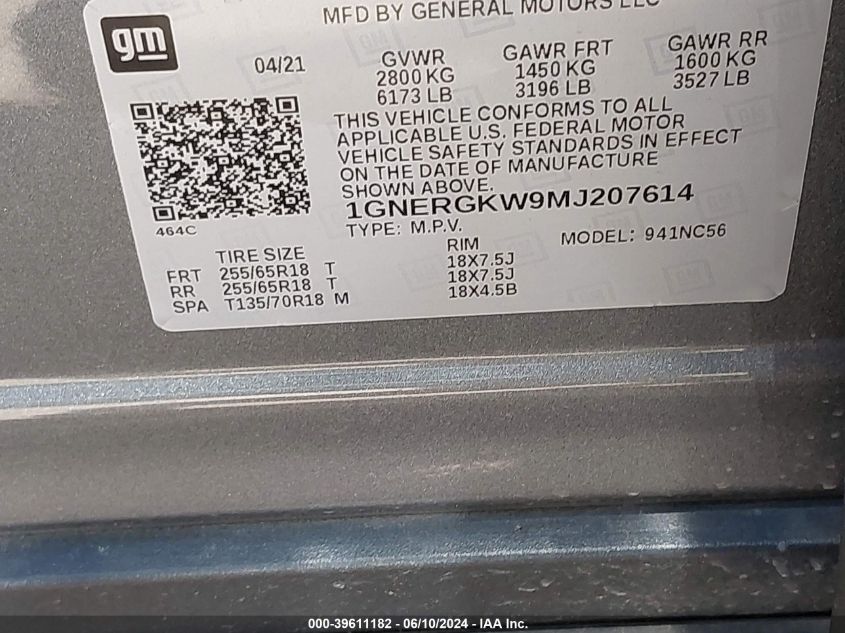 MFD BY GENERAL MOTORS LLC
gm
04/21
GVWR
2800 KG
6173 LB
GAWR FRT
1450 KG
3196 LB
GAWR RR
1600 KG
3527 LB
THIS VEHICLE CONFORMS TO ALL
APPLICABLE U.S. FEDERAL MOTOR
VEHICLE SAFETY STANDARDS IN EFFECT
ON THE DATE OF MANUFACTURE
SHOWN ABOVE.
1GNERGKW9MJ207614
464C
TYPE: M.P.V.
MODEL: 941NC56
TIRE SIZE
RIM
FRT 255/65R18 T 18X7.5J
RR 255/65R18 T 18X7.5J
SPA T135/70R18 M 18X4.5B
000-39611182 - 06/10/2024 - IAA Inc.